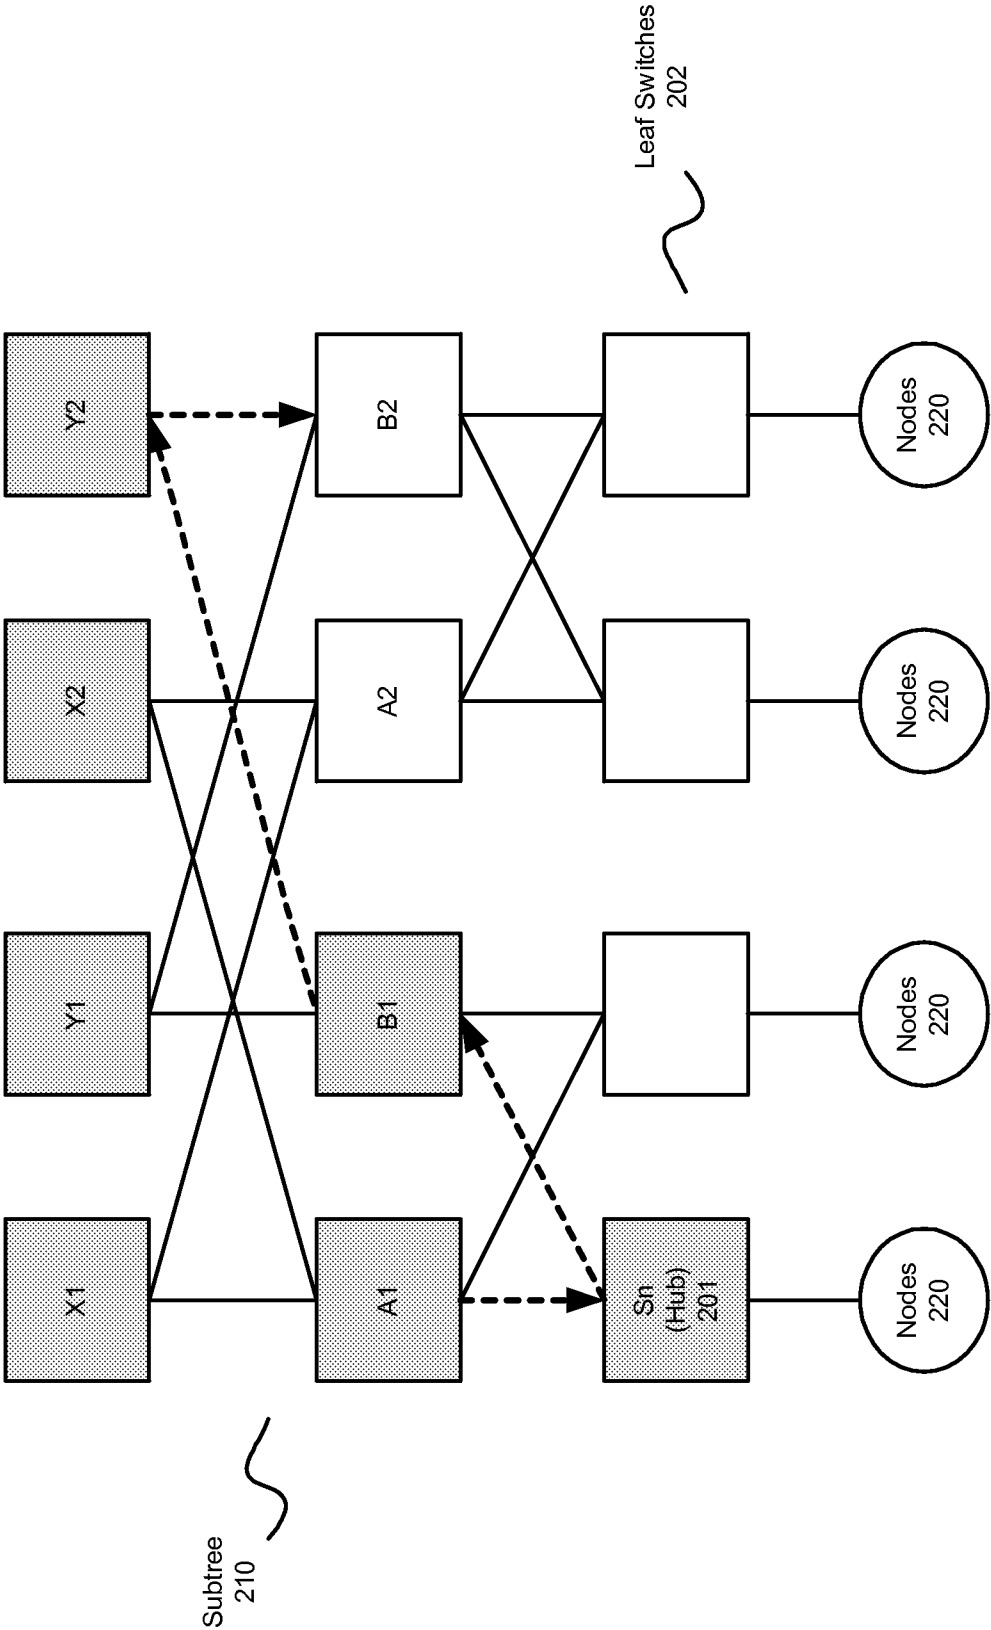 Subtree
210
X1
Y1
X2
Y2
A1
B1
A2
B2
Sn
(Hub)
201
Leaf Switches
202
Nodes
220
Nodes
220
Nodes
220
Nodes
220